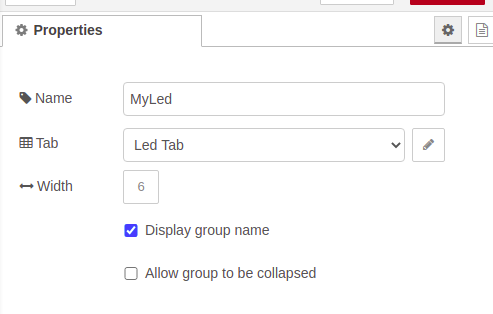 Properties
Name
MyLed
Tab
Led Tab
Width
6
Display group name
Allow group to be collapsed